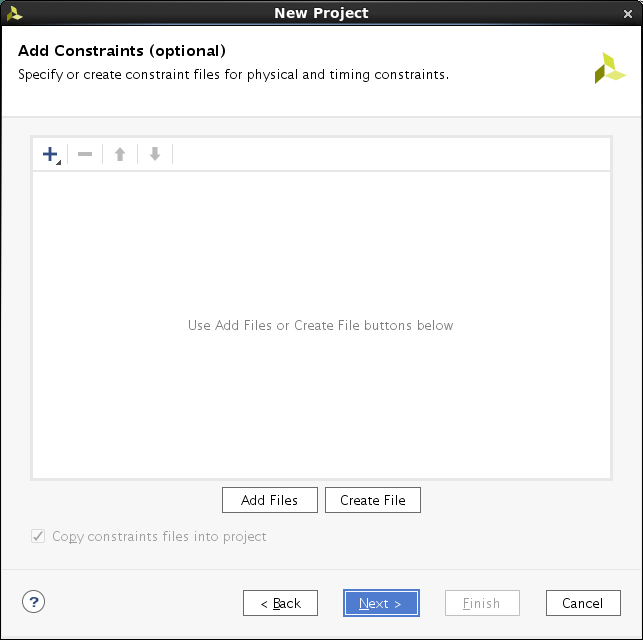 New Project
Add Constraints (optional)
Specify or create constraint files for physical and timing constraints.
Use Add Files or Create File buttons below
Add Files
Create File
Copy constraints files into project
?
< Back
Next >
Finish
Cancel